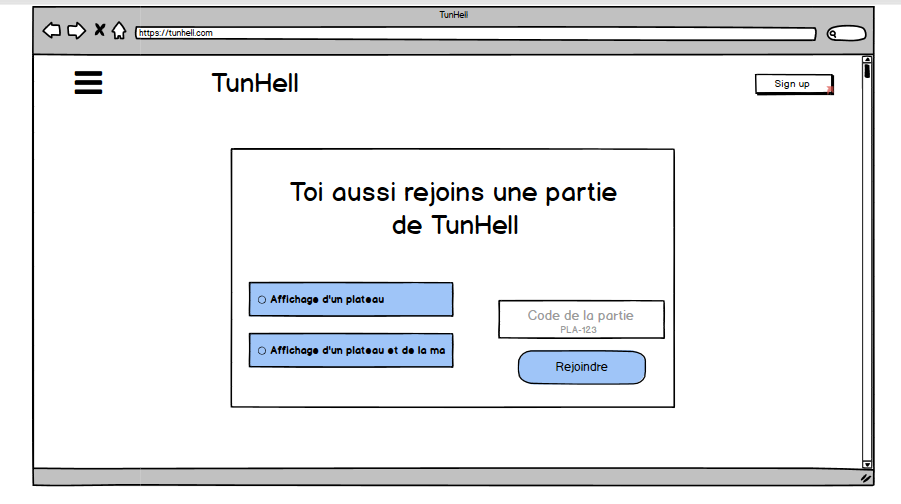 TunHell
https://tunhell.com
TunHell
Sign up
Toi aussi rejoins une partie
de TunHell
Affichage d'un plateau
Affichage d'un plateau et de la ma
Code de la partie
PLA-123
Rejoindre